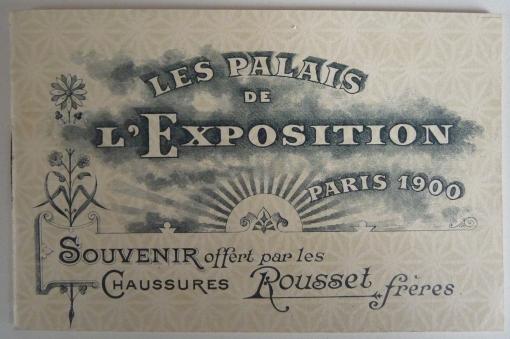 LES PALAIS
DE
L'EXPOSITION
PARIS 1900
SOUVENIR offert par les
CHAUSSURES Rousset frères